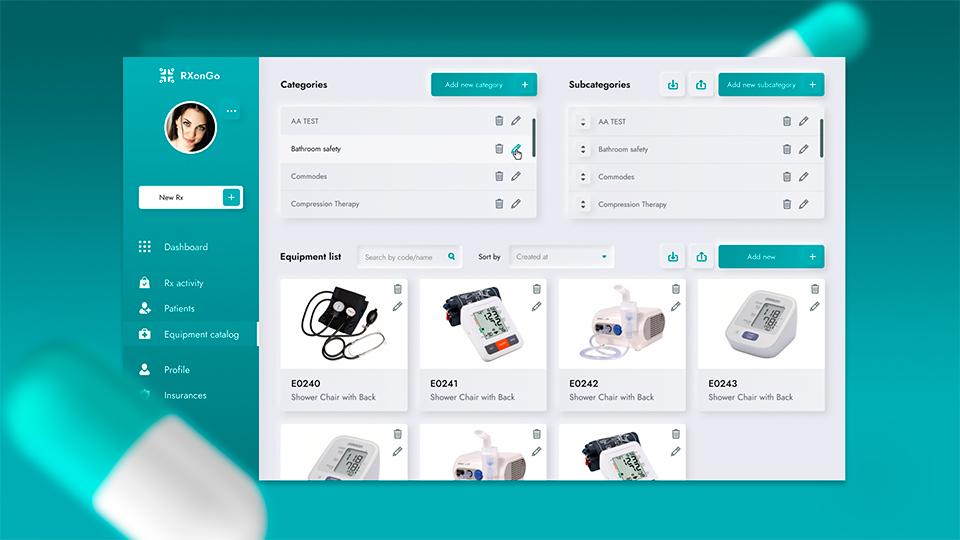 RXonGo
New Rx
Dashboard
Rx activity
Patients
Equipment catalog
Profile
Insurances
Categories
Add new category
AA TEST
Bathroom safety
Commodes
Compression Therapy
Subcategories
Add new subcategory
AA TEST
Bathroom safety
Commodes
Compression Therapy
Equipment list
Search by code/name
Sort by
Created at
Add new
E0240
Shower Chair with Back
E0241
Shower Chair with Back
E0242
Shower Chair with Back
E0243
Shower Chair with Back